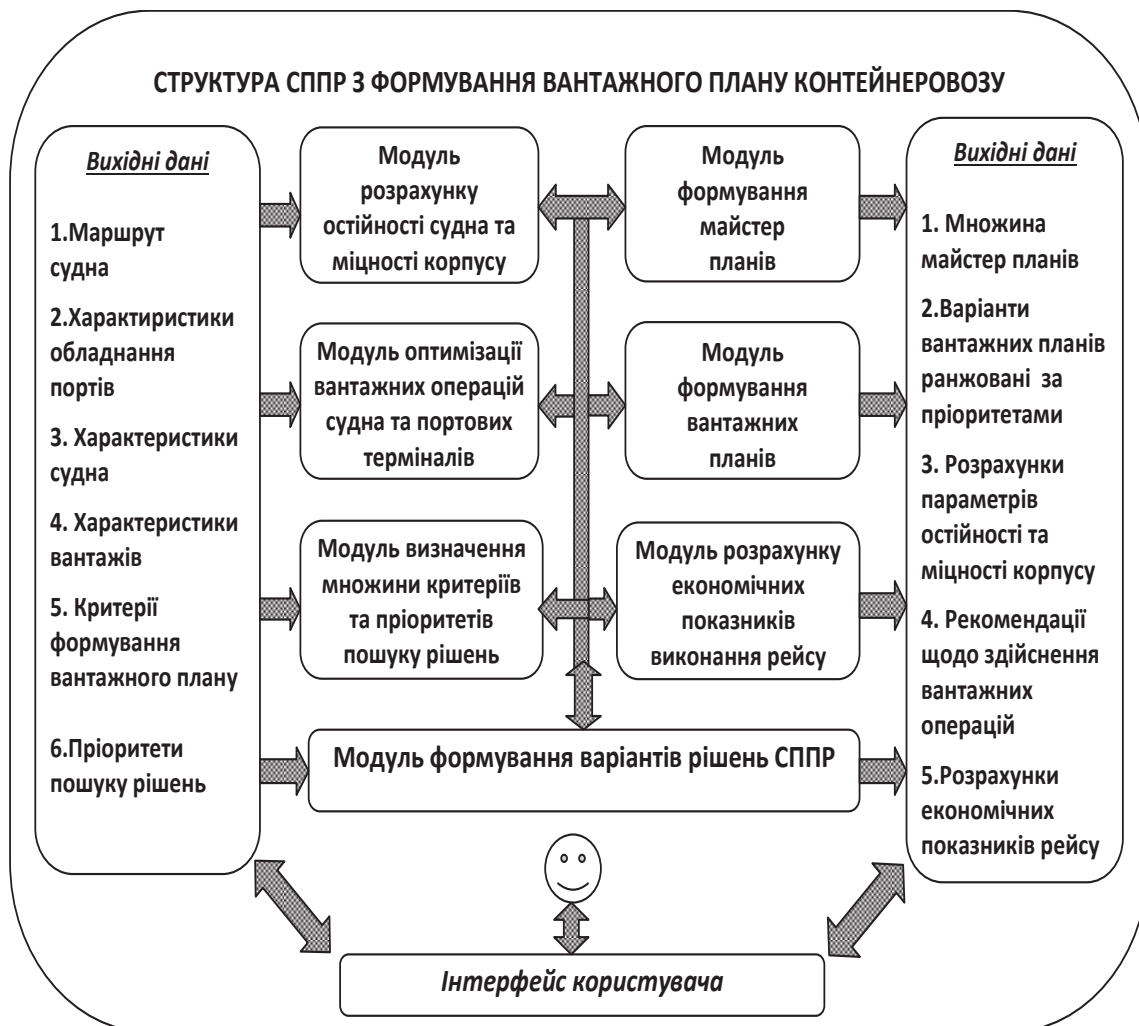 СТРУКТУРА СППР З ФОРМУВАННЯ ВАНТАЖНОГО ПЛАНУ КОНТЕЙНЕРОВОЗУ
Вихідні дані
1.Маршрут
судна
2.Характиристики
обладнання
портів
3. Характеристики
судна
4. Характеристики
вантажів
5. Критерії
формування
вантажного плану
6.Пріоритети
пошуку рішень
Модуль
розрахунку
остійності судна та
міцності корпусу
Модуль
формування
майстер
планів
Модуль оптимізації
вантажних операцій
судна та портових
терміналів
Модуль
формування
вантажних
планів
Модуль визначення
множини критеріїв
та пріоритетів
пошуку рішень
Модуль розрахунку
економічних
показників
виконання рейсу
Модуль формування варіантів рішень СППР
Вихідні дані
1. Множина
майстер планів
2.Варіанти
вантажних планів
ранжовані за
пріоритетами
3. Розрахунки
параметрів
остійності та
міцності корпусу
4. Рекомендації
щодо здійснення
вантажних
операцій
5.Розрахунки
економічних
показників рейсу
Інтерфейс користувача